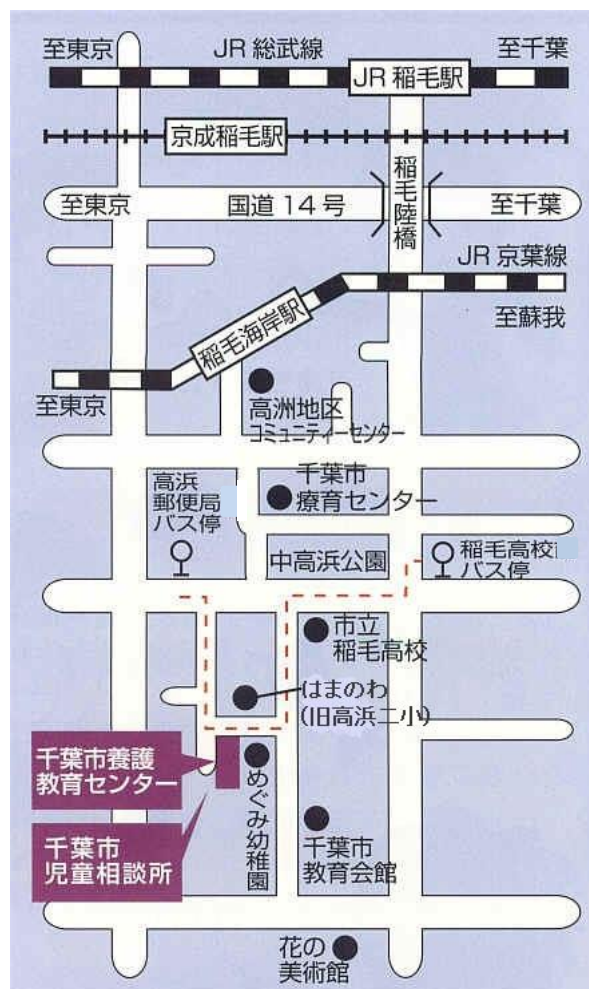 至東京
JR 総武線
至千葉
JR 稲毛駅
京成稲毛駅
稲毛陸橋
至東京
国道 14 号
至千葉
JR 京葉線
稲毛海岸駅
至蘇我
至東京
高洲地区
コミュニティーセンター
高浜
郵便局
バス停
千葉市
療育センター
稲毛高校
バス停
中高浜公園
市立
稲毛高校
はまのわ
(旧高浜二小)
千葉市養護
教育センター
めぐみ幼稚園
千葉市
児童相談所
千葉市
教育会館
花の
美術館